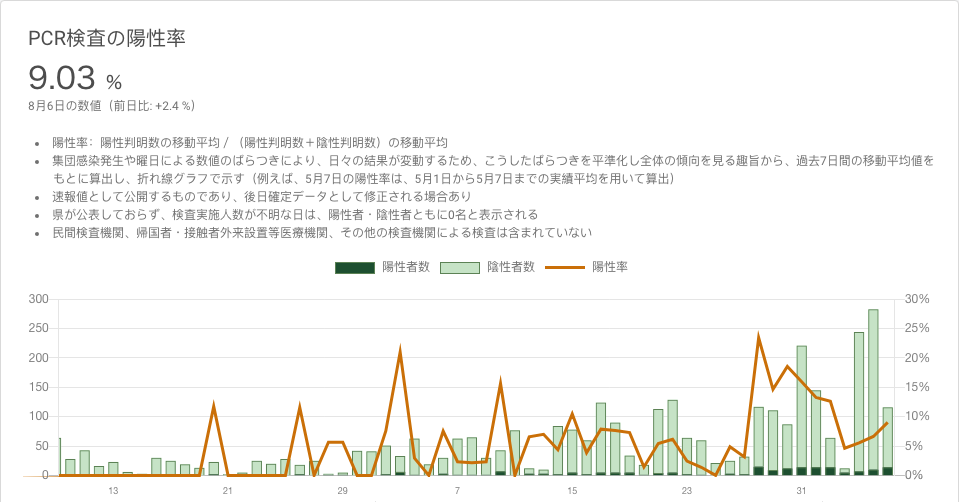 PCR検査の陽性率
9.03 %
8月6日の数値（前日比: +2.4 %）
• 陽性率: 陽性判明数の移動平均 / （陽性判明数＋陰性判明数）の移動平均
• 集団感染発生や曜日による数値のばらつきにより、日々の結果が変動するため、こうしたばらつきを平準化し全体の傾向を見る趣旨から、過去7日間の移動平均値を
もとに算出し、折れ線グラフで示す（例えば、5月7日の陽性率は、5月1日から5月7日までの実績平均を用いて算出）
• 速報値として公開するものであり、後日確定データとして修正される場合あり
• 県が公表しておらず、検査実施人数が不明な日は、陽性者・陰性者ともに0名と表示される
• 民間検査機関、帰国者・接触者外来設置等医療機関、その他の検査機関による検査は含まれていない
陽性者数 陰性者数 陽性率
300 30%
250 25%
200 20%
150 15%
100 10%
50 5%
0 0%
13 21 29 7 15 23 31